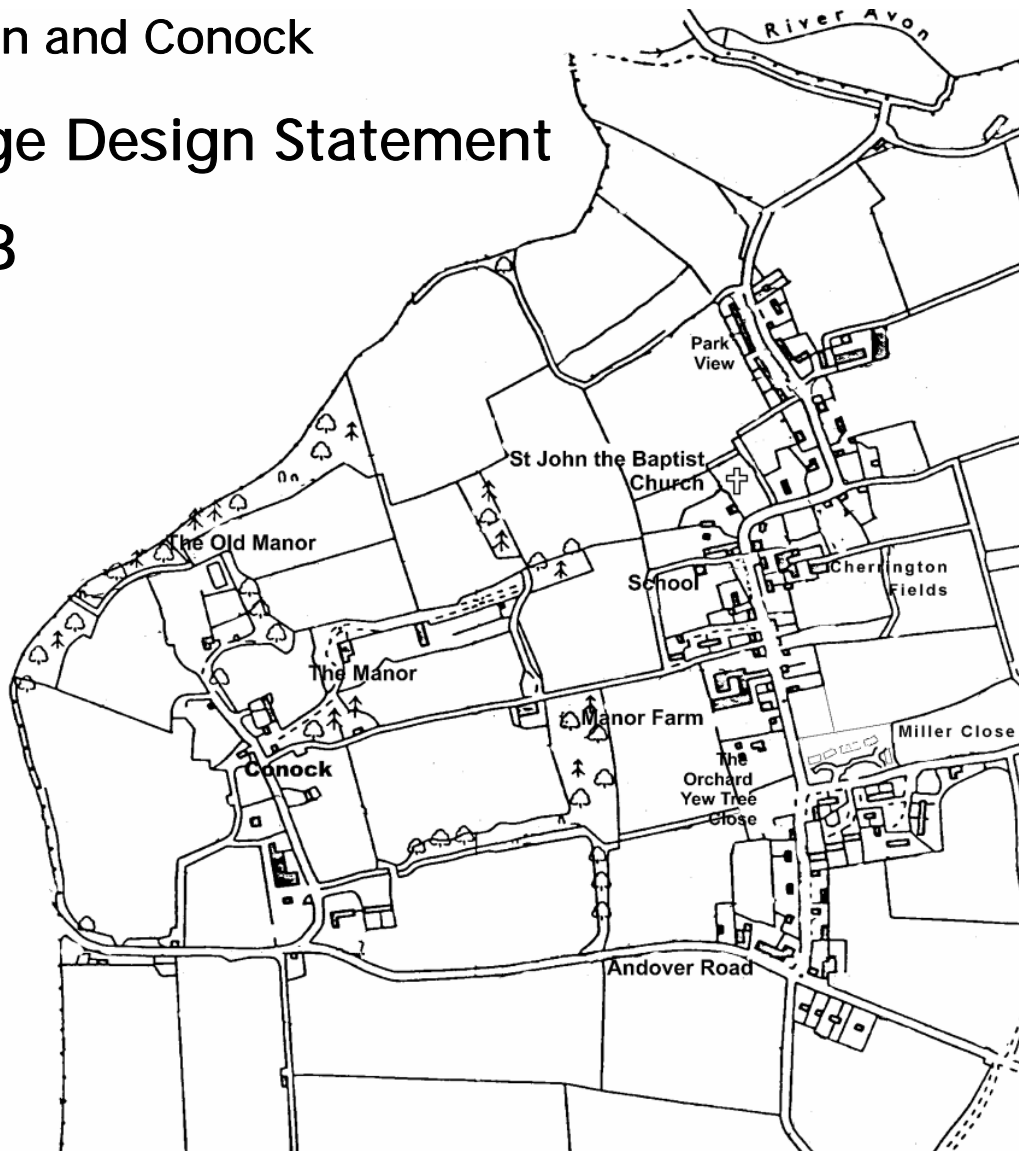 n and Conock
ge Design Statement
3
River Avon
Park
View
St John the Baptist
Church
The Old Manor
School
Cherrington
Fields
The Manor
Manor Farm
Miller Close
Conock
The
Orchard
Yew Tree
Close
Andover Road